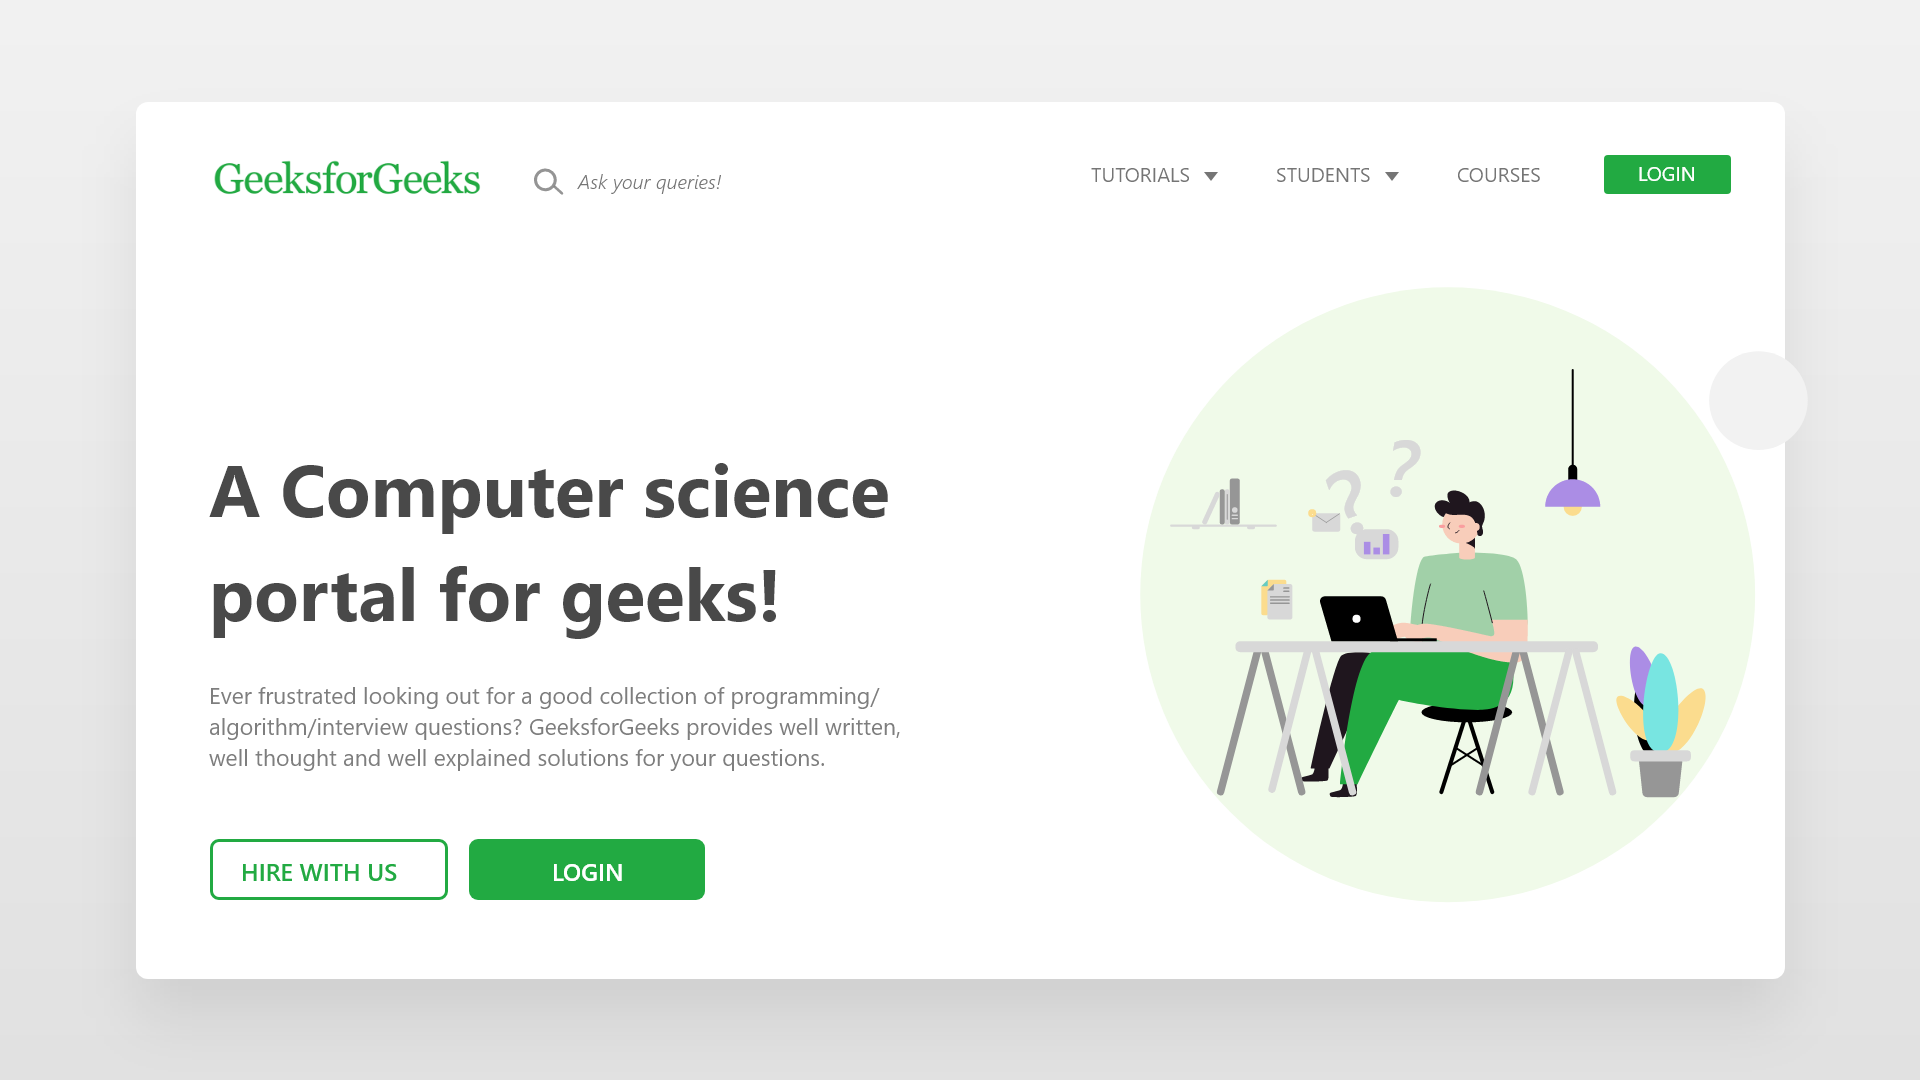 GeeksforGeeks
Ask your queries!
TUTORIALS
STUDENTS
COURSES
LOGIN
A Computer science
portal for geeks!
Ever frustrated looking out for a good collection of programming/
algorithm/interview questions? GeeksforGeeks provides well written,
well thought and well explained solutions for your questions.
HIRE WITH US
LOGIN
? ?